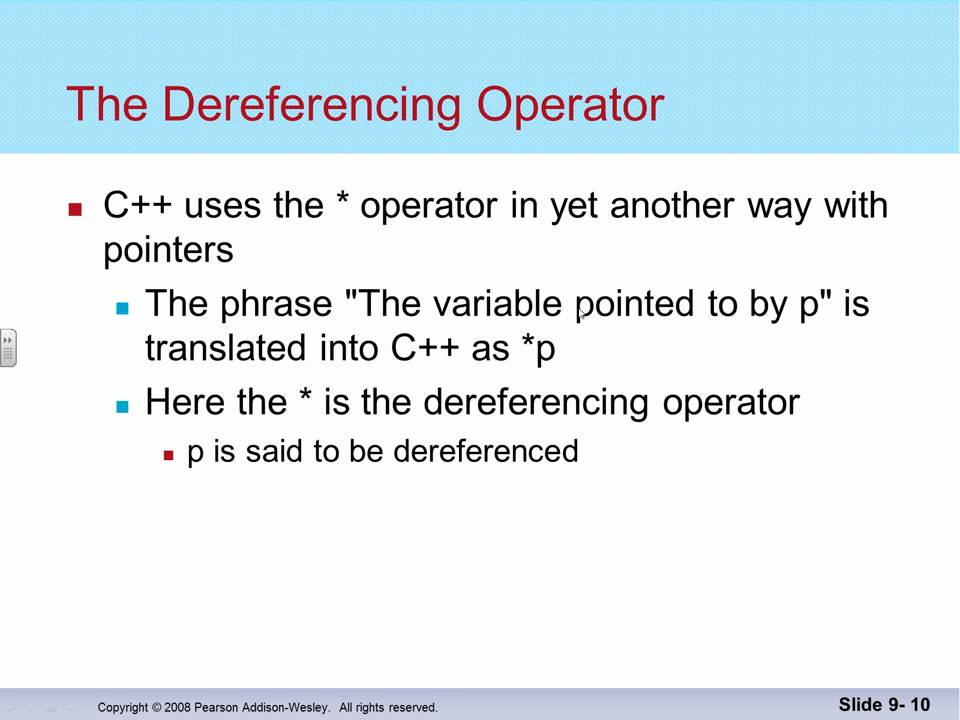 The Dereferencing Operator
C++ uses the * operator in yet another way with
pointers
The phrase "The variable pointed to by p" is
translated into C++ as *p
Here the * is the dereferencing operator
p is said to be dereferenced
Copyright © 2008 Pearson Addison-Wesley. All rights reserved.
Slide 9- 10